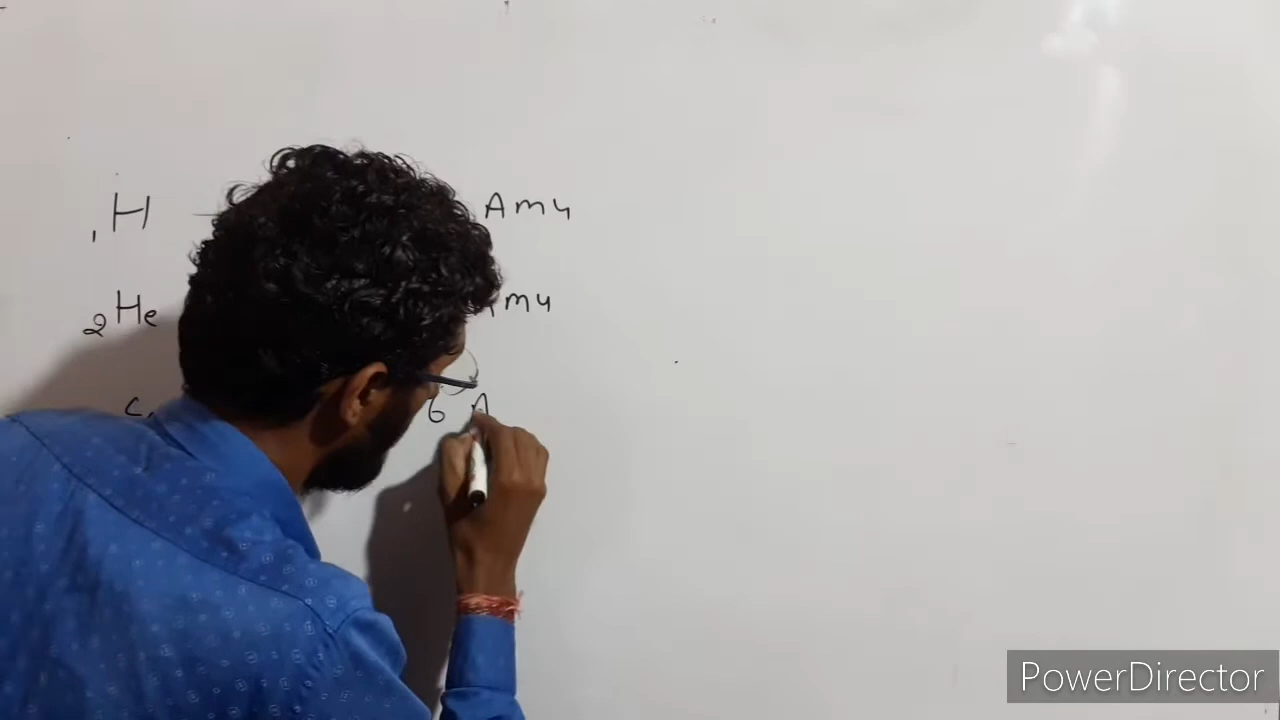 ₁H Amu
₂He mu
6 A
PowerDirector